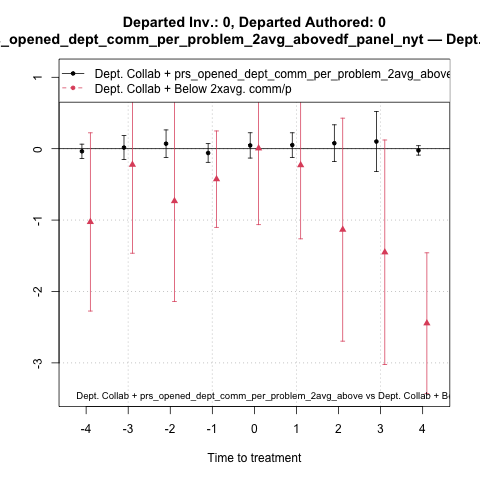 Departed Inv.: 0, Departed Authored: 0
_opened_dept_comm_per_problem_2avg_abovedf_panel_nyt — Dept.
Dept. Collab + prs_opened_dept_comm_per_problem_2avg_above
Dept. Collab + Below 2xavg. comm/p
1
0
-1
-2
-3
Dept. Collab + prs_opened_dept_comm_per_problem_2avg_above vs Dept. Collab + Be
-4 -3 -2 -1 0 1 2 3 4
Time to treatment